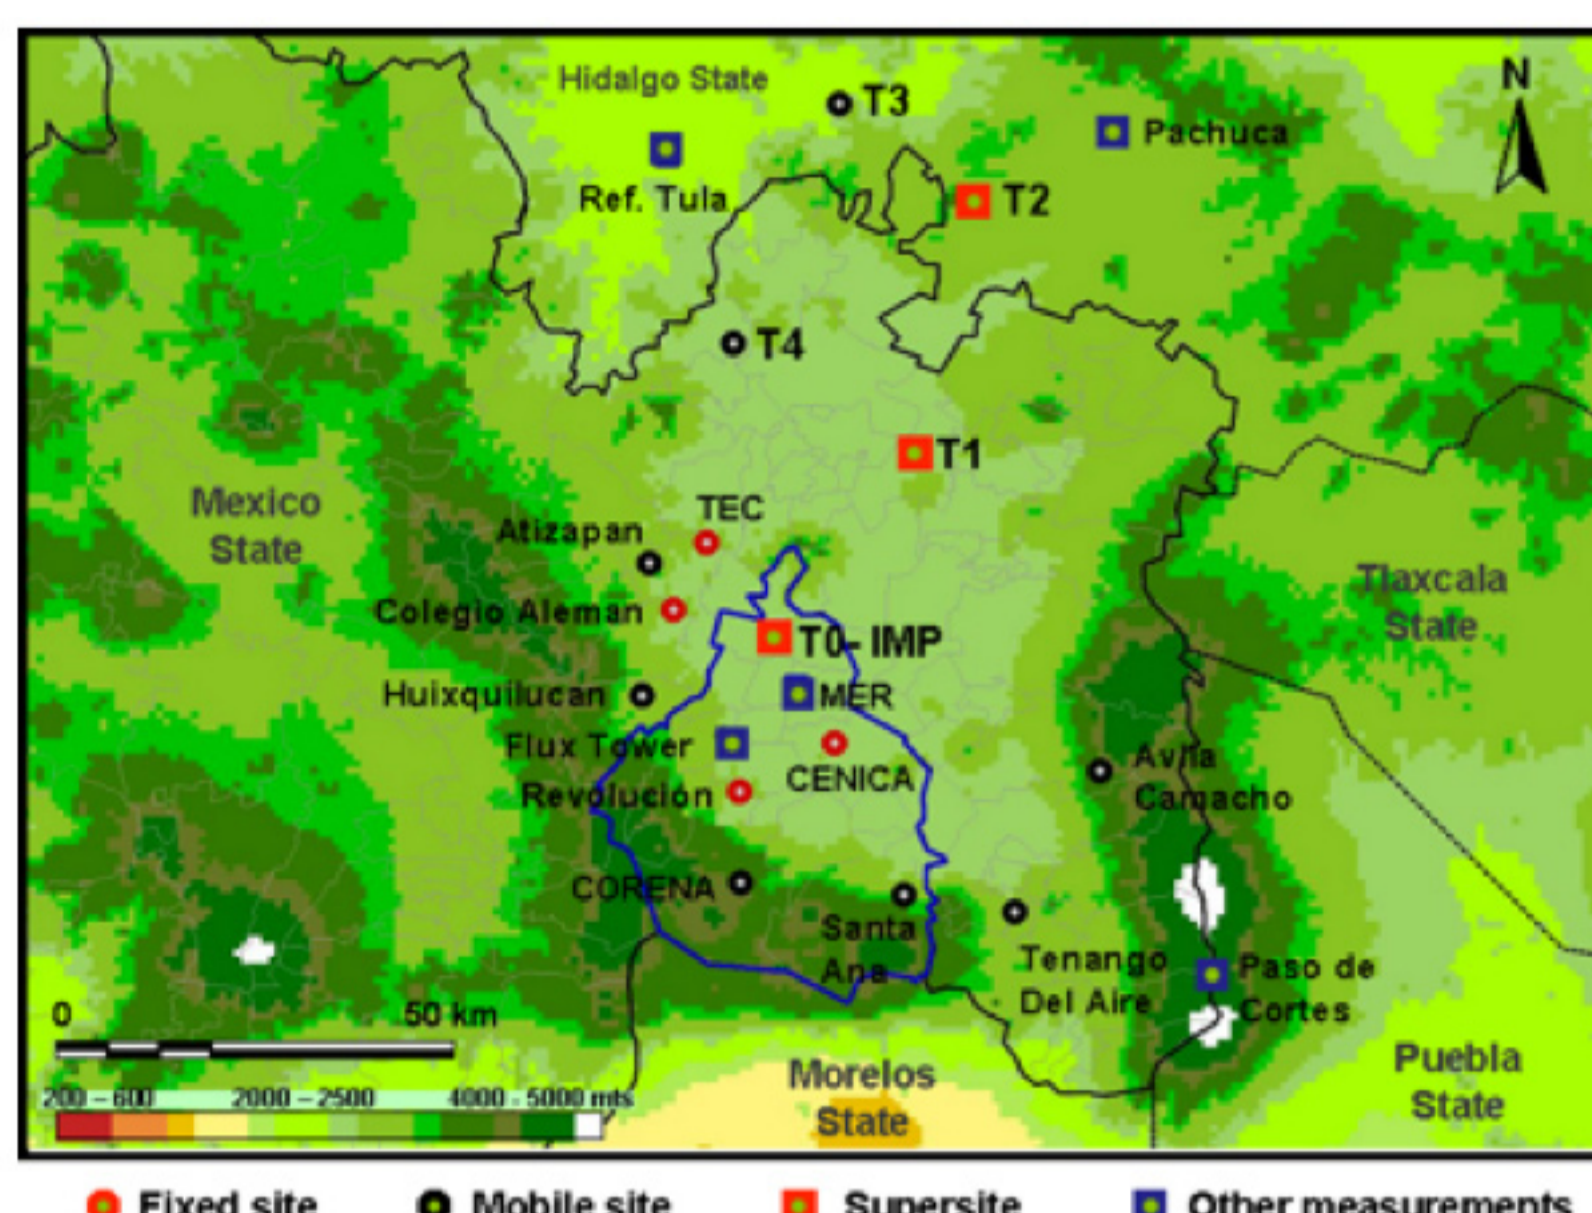 Hidalgo State
T3
N
Pachuca
Ref. Tula
T2
T4
T1
Mexico
State
TEC
Atizapan
Tlaxcala
State
Colegio Aleman
T0- IMP
Huixquilucan
MER
Flux Tower
CENICA
Avila
Camacho
Revolución
CORENA
Santa
Ana
Tenango
Del Aire
Paso de
Cortes
0 50 km
Morelos
State
Puebla
State
200 – 600 2000 – 2500 4000 - 5000 mts
Fixed site Mobile site Supersite Other measurements